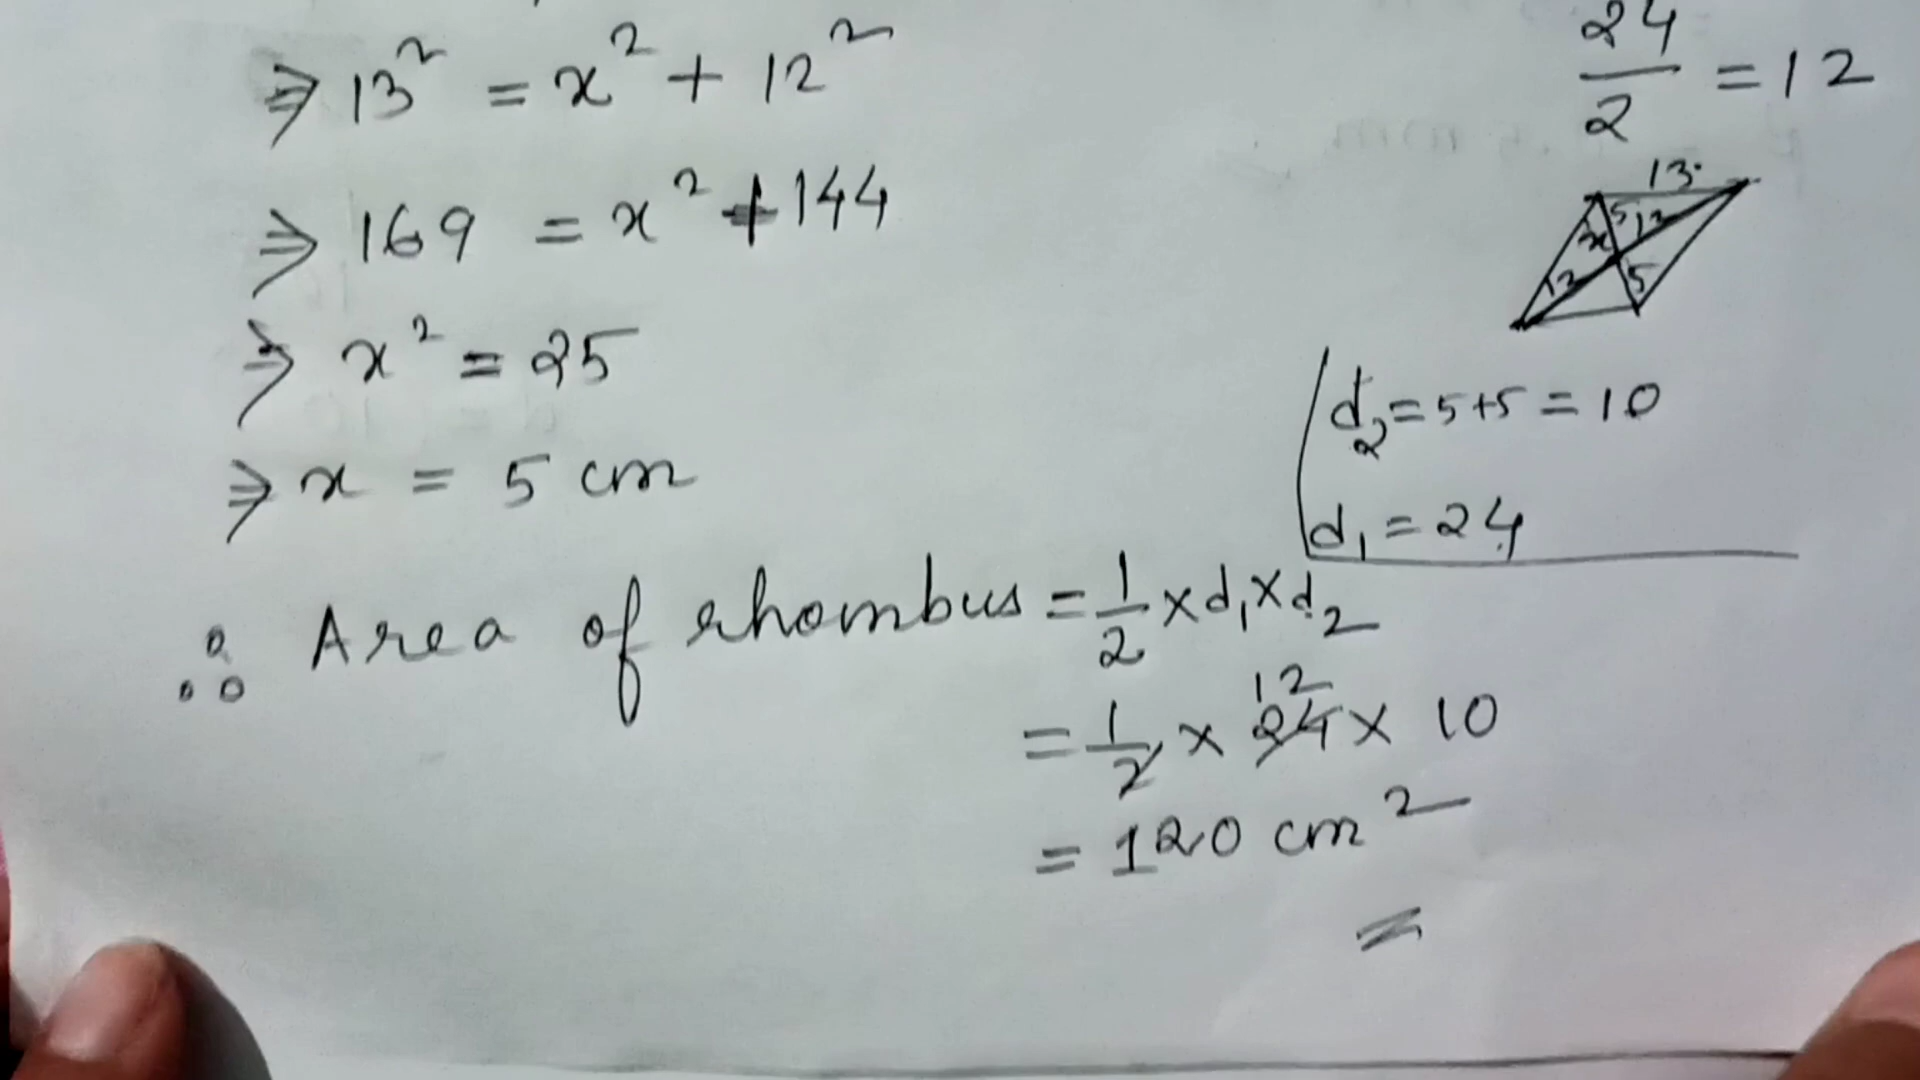 ⇒ 13² = x² + 12²
⇒ 169 = x² + 144
⇒ x² = 25
⇒ x = 5 cm
24/2 = 12
13
5 12
x
12 5
d₂ = 5+5 = 10
d₁ = 24
∴ Area of rhombus = 1/2 × d₁ × d₂
12
= 1/2 × 24 × 10
= 120 cm²